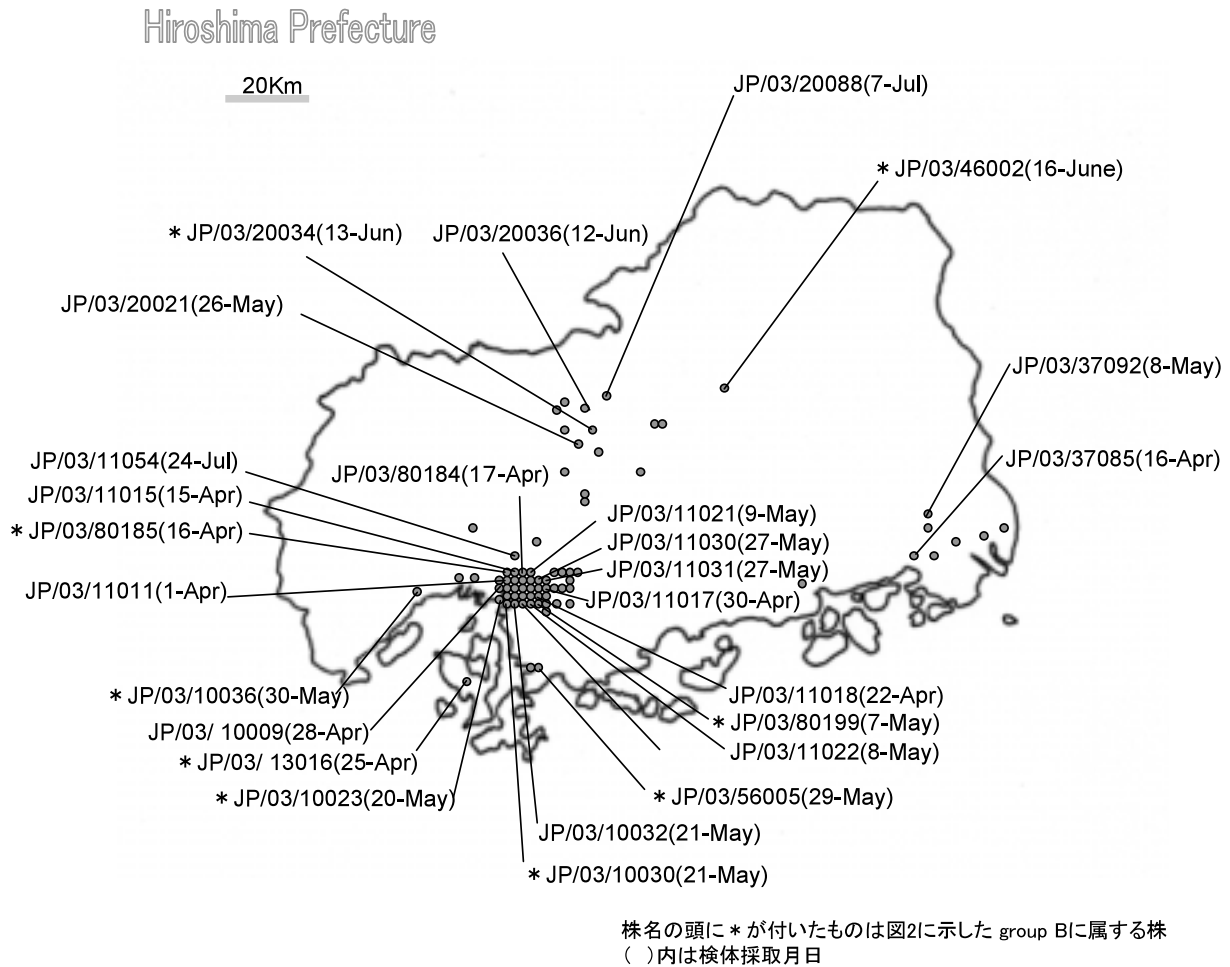 Hiroshima Prefecture
20Km
JP/03/20088(7-Jul)
* JP/03/46002(16-June)
* JP/03/20034(13-Jun)
JP/03/20036(12-Jun)
JP/03/20021(26-May)
JP/03/37092(8-May)
JP/03/37085(16-Apr)
JP/03/11054(24-Jul)
JP/03/80184(17-Apr)
JP/03/11015(15-Apr)
* JP/03/80185(16-Apr)
JP/03/11021(9-May)
JP/03/11030(27-May)
JP/03/11031(27-May)
JP/03/11011(1-Apr)
JP/03/11017(30-Apr)
* JP/03/10036(30-May)
JP/03/11018(22-Apr)
JP/03/ 10009(28-Apr)
* JP/03/80199(7-May)
* JP/03/ 13016(25-Apr)
JP/03/11022(8-May)
* JP/03/10023(20-May)
* JP/03/56005(29-May)
JP/03/10032(21-May)
* JP/03/10030(21-May)
株名の頭に * が付いたものは図2に示した group Bに属する株
( )内は検体採取月日